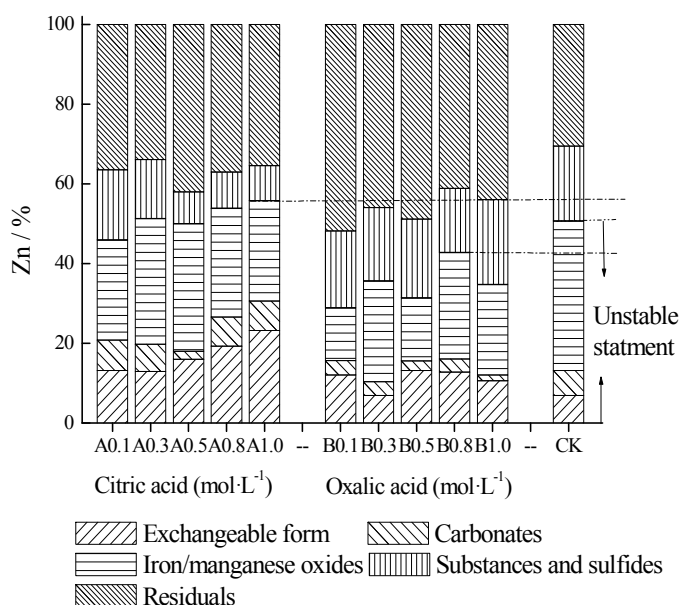 100
80
60
40
20
0
Zn / %
Unstable
statment
A0.1 A0.3 A0.5 A0.8 A1.0 -- B0.1 B0.3 B0.5 B0.8 B1.0 -- CK
Citric acid (mol·L⁻¹) Oxalic acid (mol·L⁻¹)
Exchangeable form Carbonates
Iron/manganese oxides Substances and sulfides
Residuals